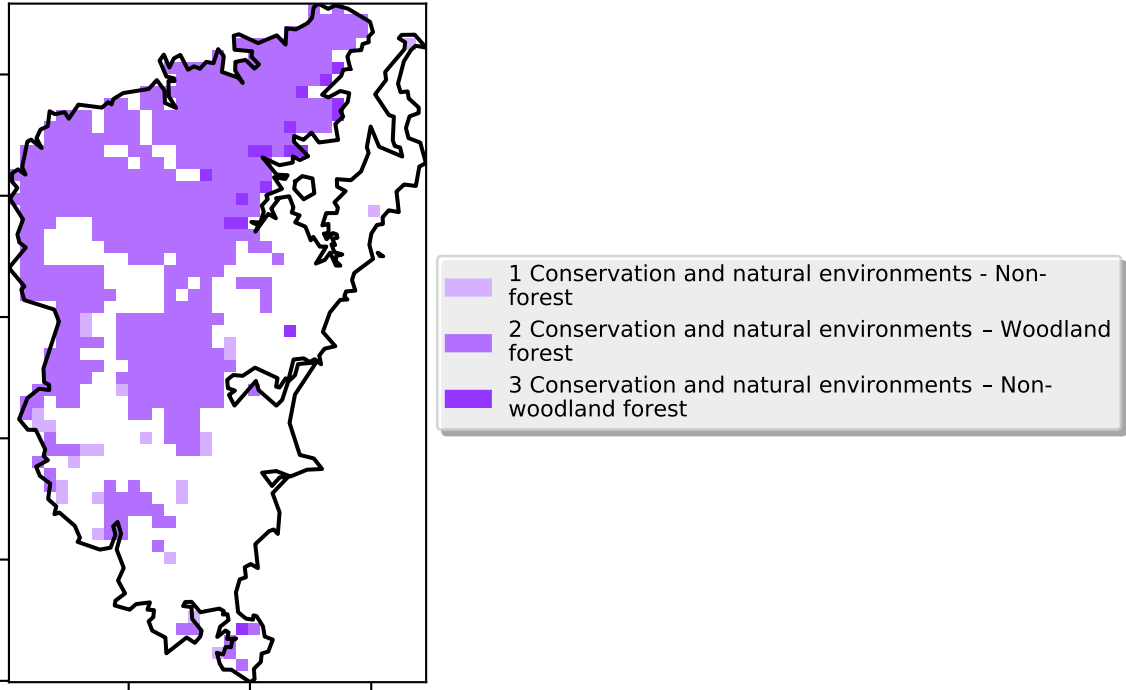 1 Conservation and natural environments - Non-
forest
2 Conservation and natural environments – Woodland
forest
3 Conservation and natural environments – Non-
woodland forest